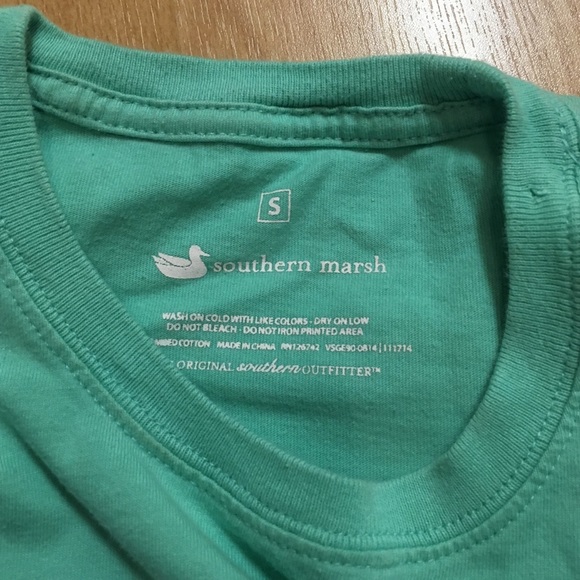 S
southern marsh
WASH ON COLD WITH LIKE COLORS - DRY ON LOW
DO NOT BLEACH - DO NOT IRON PRINTED AREA
COTTON MADE IN CHINA RN126742 VSGE90-0814 | 111714
ORIGINAL southern OUTFITTER™